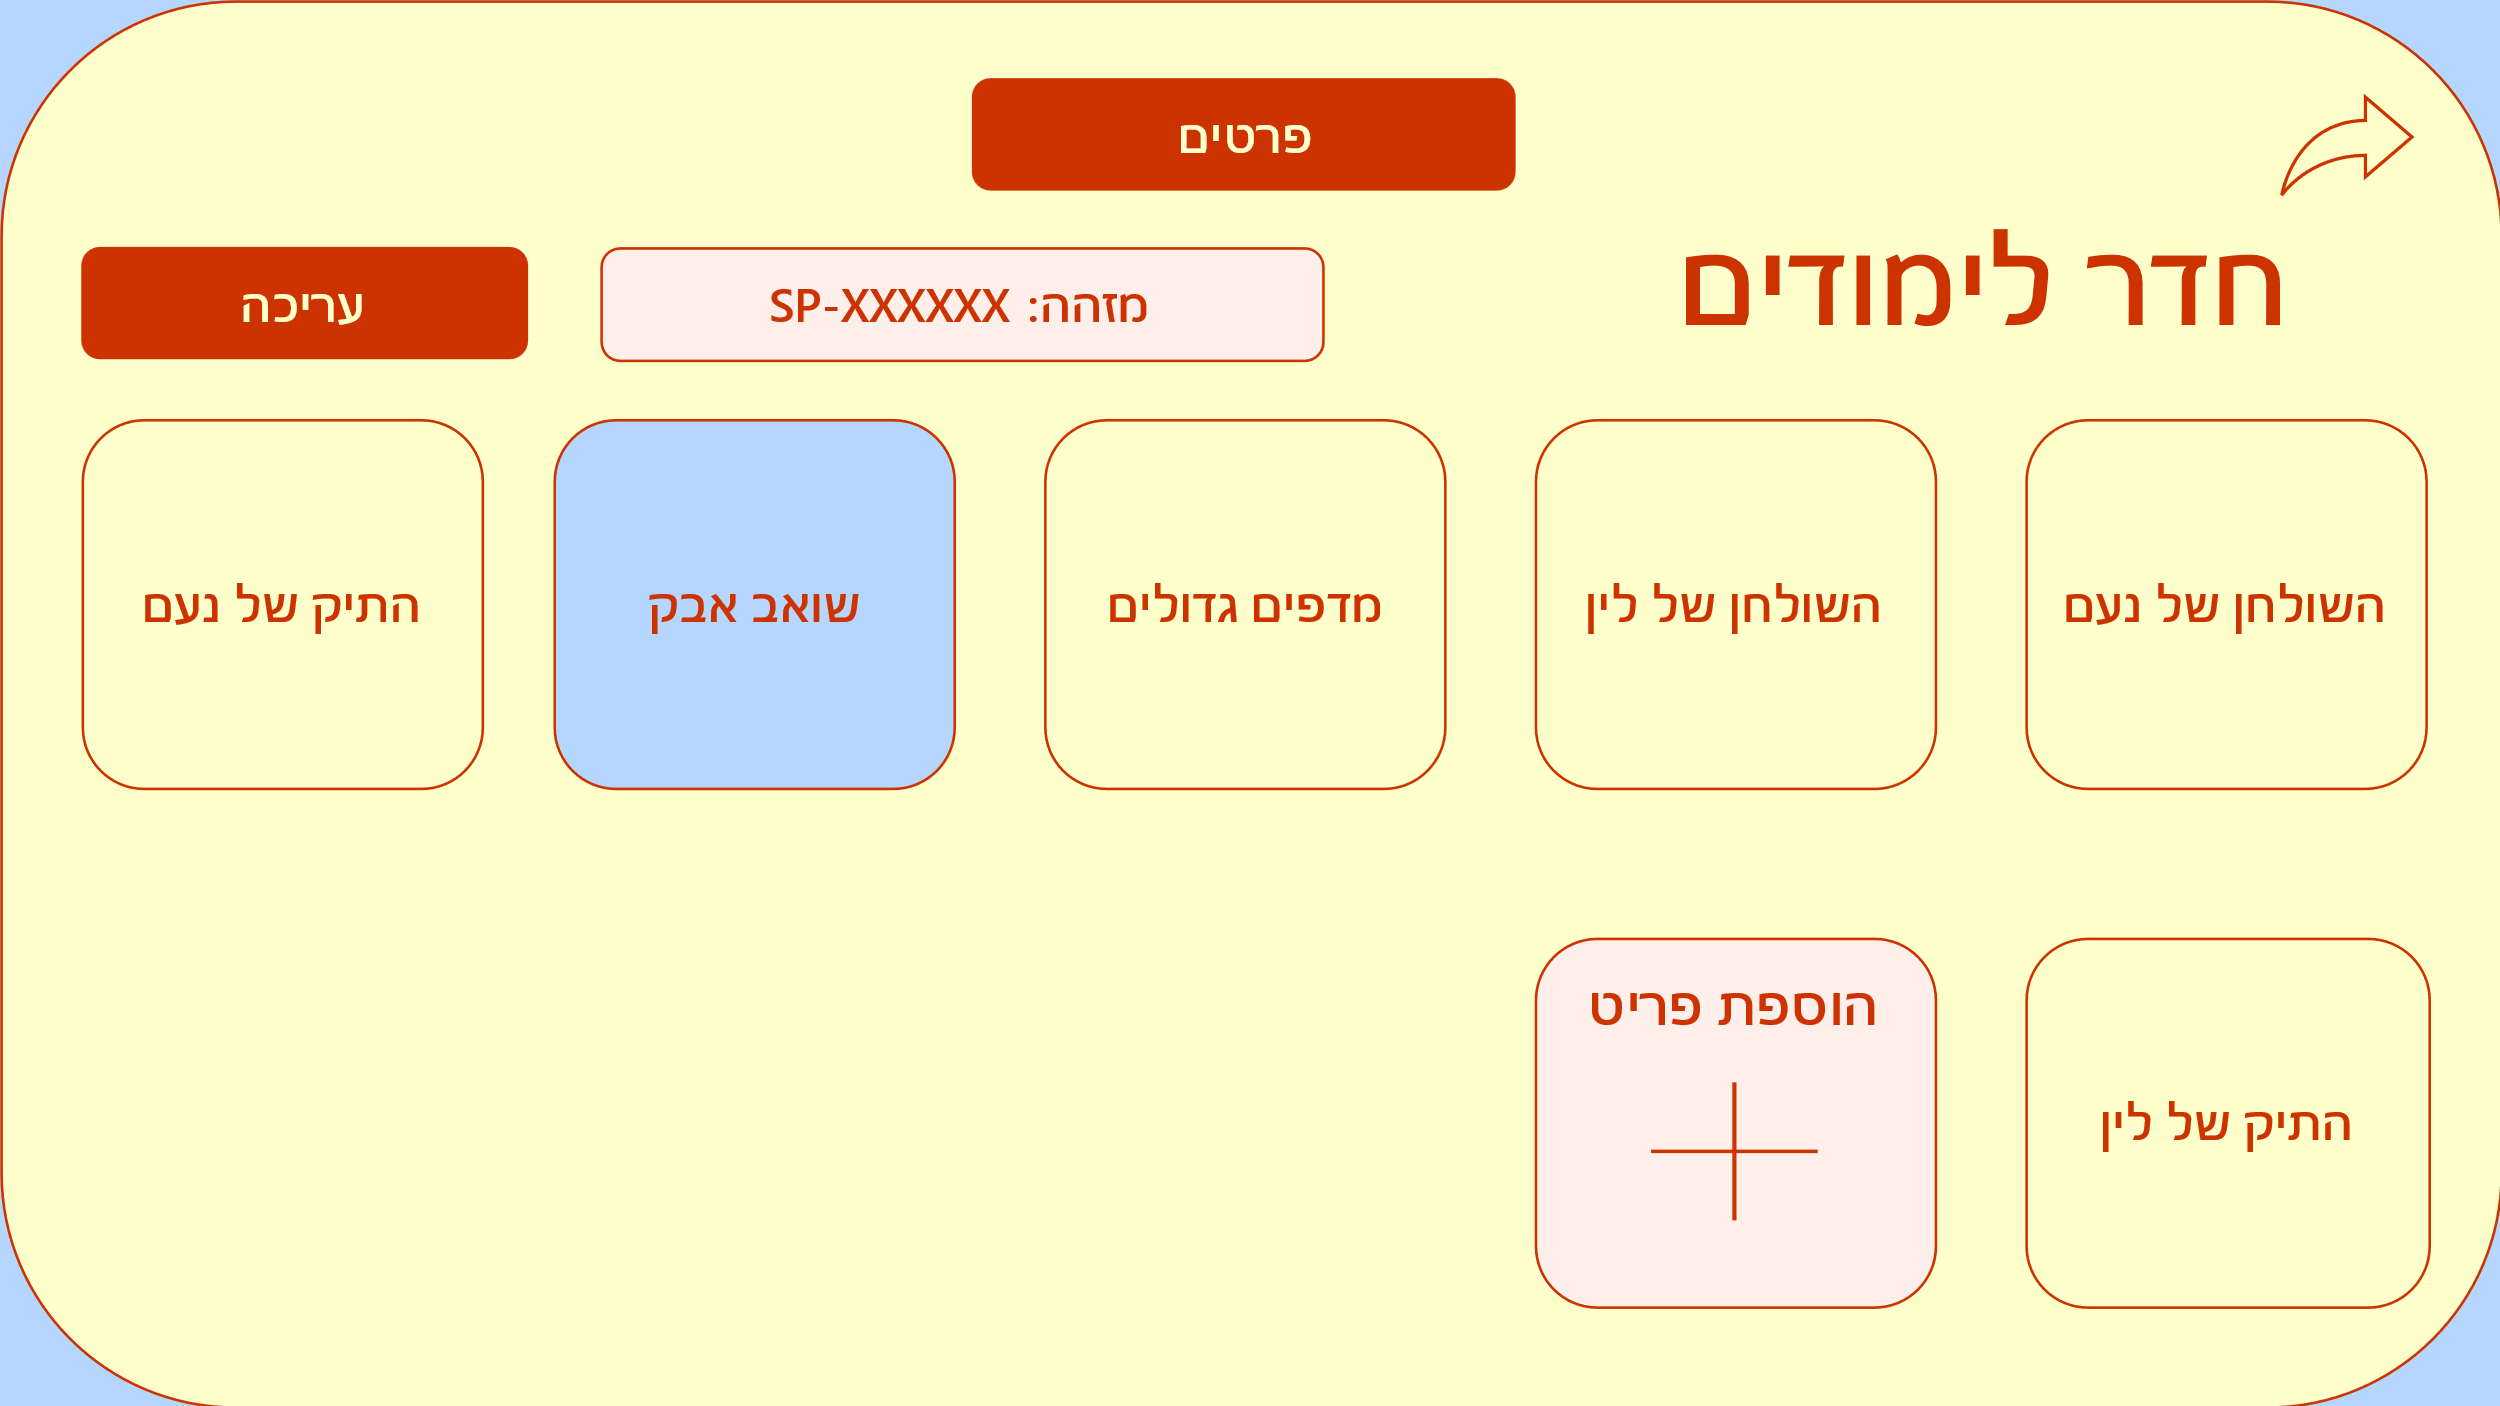 פרטים
חדר לימודים
מזהה: SP-XXXXXX
עריכה
השולחן של נעם
השולחן של לין
מדפים גדולים
שואב אבק
התיק של נעם
התיק של לין
הוספת פריט